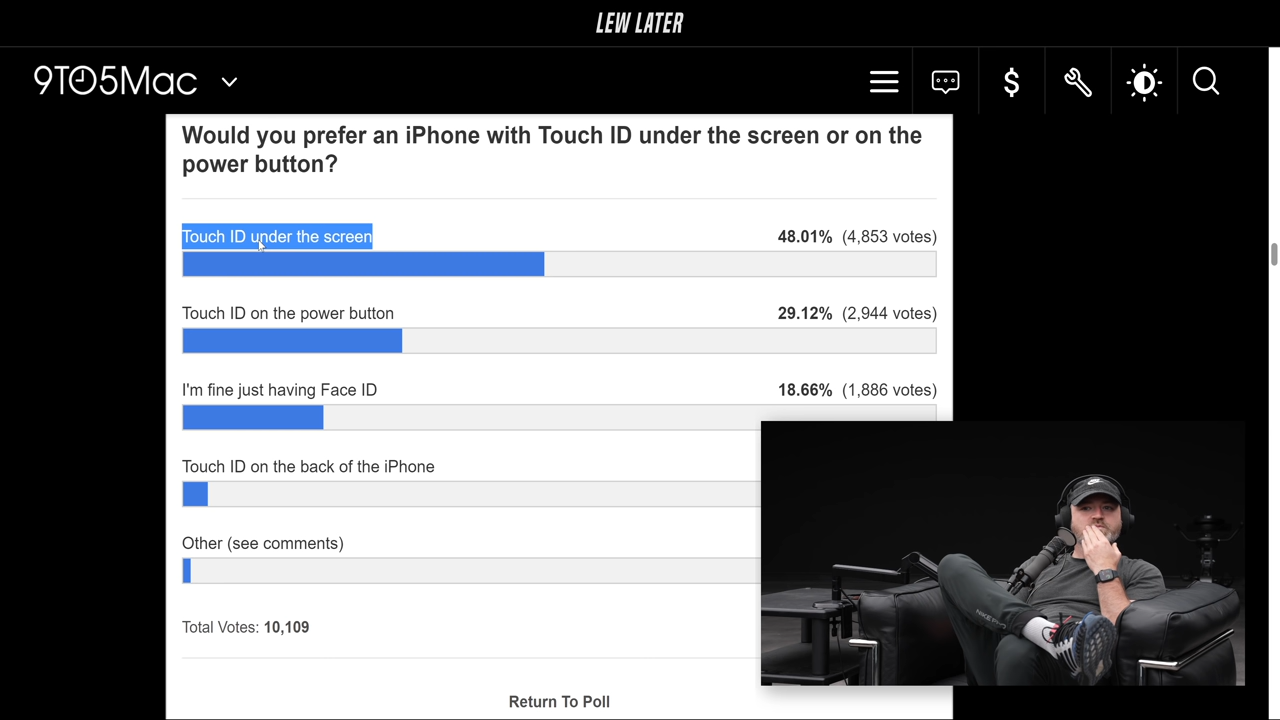 LEW LATER
9TO5Mac
$
Would you prefer an iPhone with Touch ID under the screen or on the
power button?
Touch ID under the screen 48.01% (4,853 votes)
Touch ID on the power button 29.12% (2,944 votes)
I'm fine just having Face ID 18.66% (1,886 votes)
Touch ID on the back of the iPhone
Other (see comments)
Total Votes: 10,109
Return To Poll